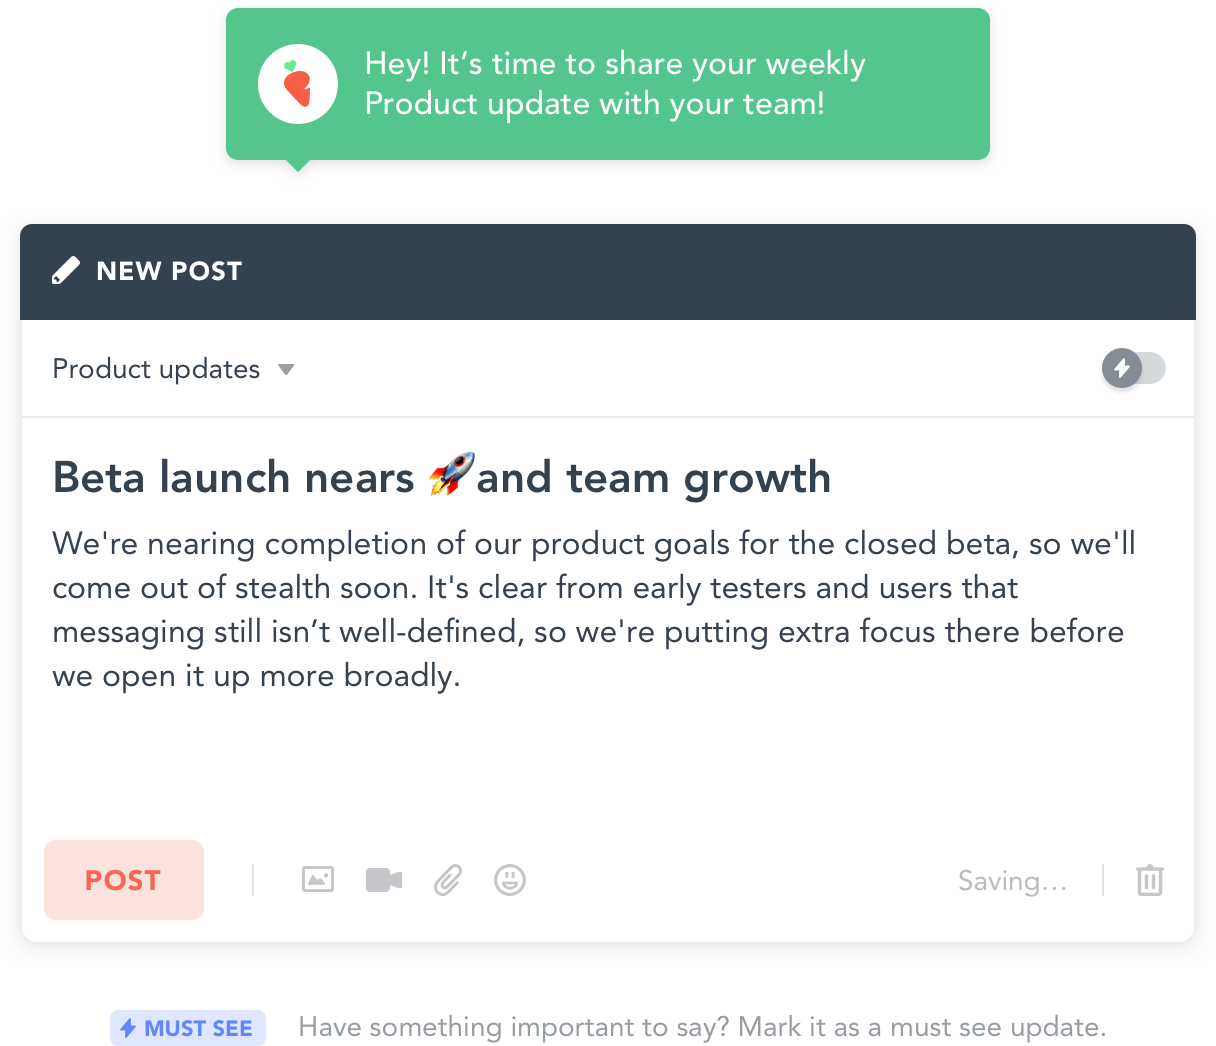 Hey! It’s time to share your weekly
Product update with your team!
NEW POST
Product updates
Beta launch nears 🚀and team growth
We're nearing completion of our product goals for the closed beta, so we'll
come out of stealth soon. It's clear from early testers and users that
messaging still isn’t well-defined, so we're putting extra focus there before
we open it up more broadly.
POST
Saving…
MUST SEE
Have something important to say? Mark it as a must see update.